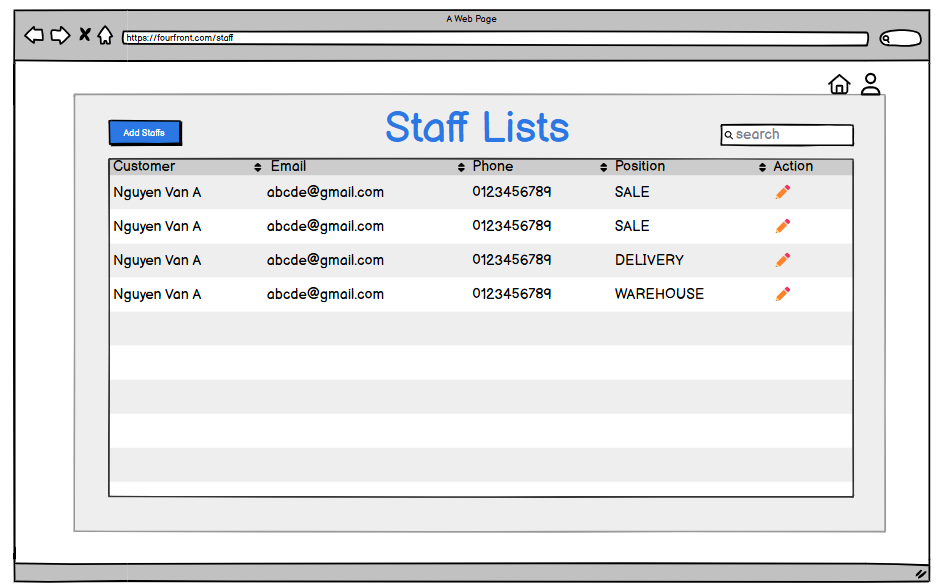 A Web Page
https://fourfront.com/staff
Staff Lists
Add Staffs
search
Customer Email Phone Position Action
Nguyen Van A abcde@gmail.com 0123456789 SALE
Nguyen Van A abcde@gmail.com 0123456789 SALE
Nguyen Van A abcde@gmail.com 0123456789 DELIVERY
Nguyen Van A abcde@gmail.com 0123456789 WAREHOUSE